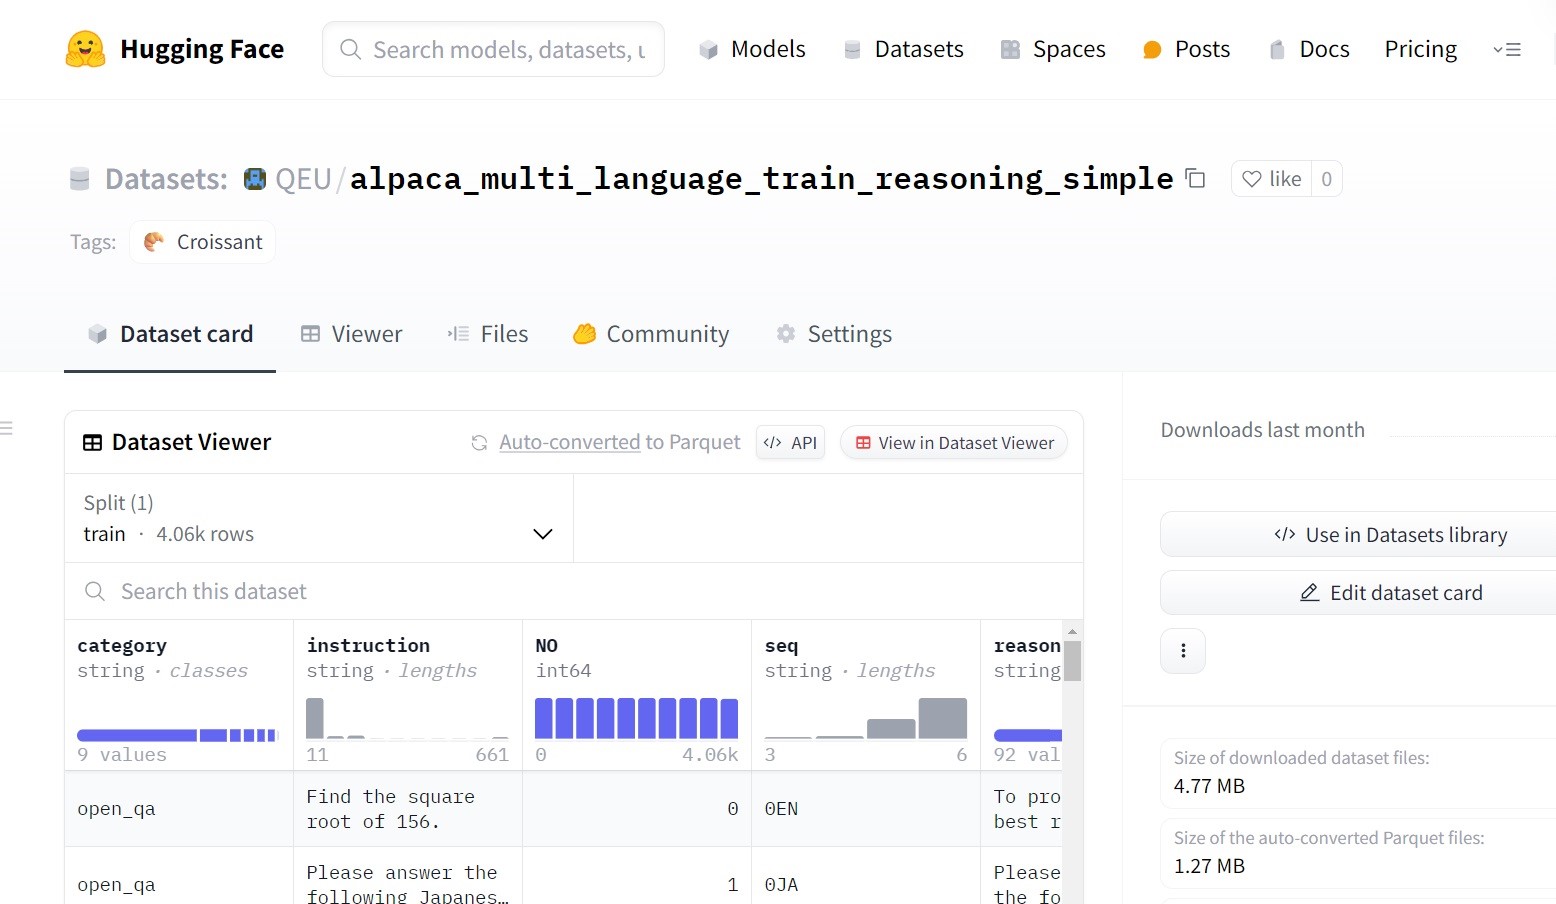 Hugging Face
Search models, datasets, u
Models
Datasets
Spaces
Posts
Docs
Pricing
Datasets: QEU/alpaca_multi_language_train_reasoning_simple
like 0
Tags: Croissant
Dataset card
Viewer
Files
Community
Settings
Dataset Viewer
Auto-converted to Parquet
</> API
View in Dataset Viewer
Split (1)
train · 4.06k rows
Search this dataset
category
string · classes
9 values
instruction
string · lengths
11 661
NO
int64
0 4.06k
seq
string · lengths
3 6
reason
string
92 val
open_qa
Find the square
root of 156.
0
0EN
To pro
best r
open_qa
Please answer the
following Japanes…
1
0JA
Please
the fo
Downloads last month
</> Use in Datasets library
Edit dataset card
Size of downloaded dataset files:
4.77 MB
Size of the auto-converted Parquet files:
1.27 MB